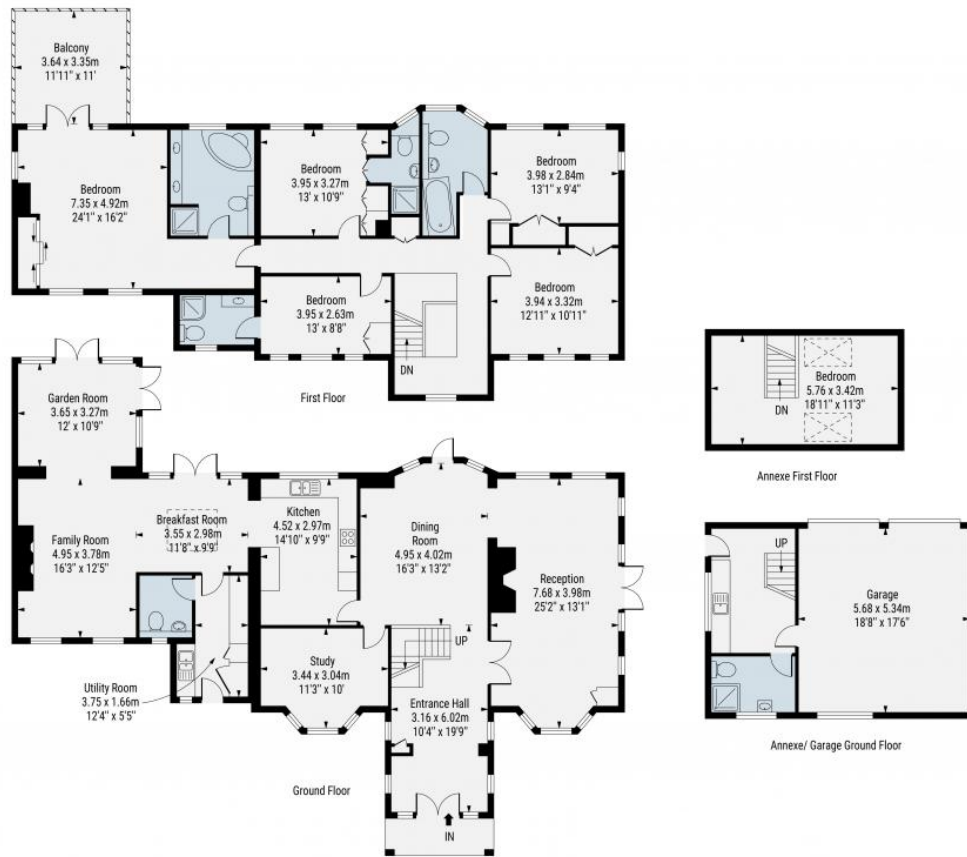 Balcony
3.64 x 3.35m
11'11" x 11'
Bedroom
7.35 x 4.92m
24'1" x 16'2"
Bedroom
3.95 x 3.27m
13' x 10'9"
Bedroom
3.98 x 2.84m
13'1" x 9'4"
Bedroom
3.95 x 2.63m
13' x 8'8"
Bedroom
3.94 x 3.32m
12'11" x 10'11"
DN
First Floor
Garden Room
3.65 x 3.27m
12' x 10'9"
Family Room
4.95 x 3.78m
16'3" x 12'5"
Breakfast Room
3.55 x 2.98m
11'8" x 9'9"
Kitchen
4.52 x 2.97m
14'10" x 9'9"
Dining
Room
4.95 x 4.02m
16'3" x 13'2"
Reception
7.68 x 3.98m
25'2" x 13'1"
UP
Study
3.44 x 3.04m
11'3" x 10'
Utility Room
3.75 x 1.66m
12'4" x 5'5"
Entrance Hall
3.16 x 6.02m
10'4" x 19'9"
IN
Ground Floor
Bedroom
5.76 x 3.42m
18'11" x 11'3"
DN
Annexe First Floor
UP
Garage
5.68 x 5.34m
18'8" x 17'6"
Annexe/ Garage Ground Floor